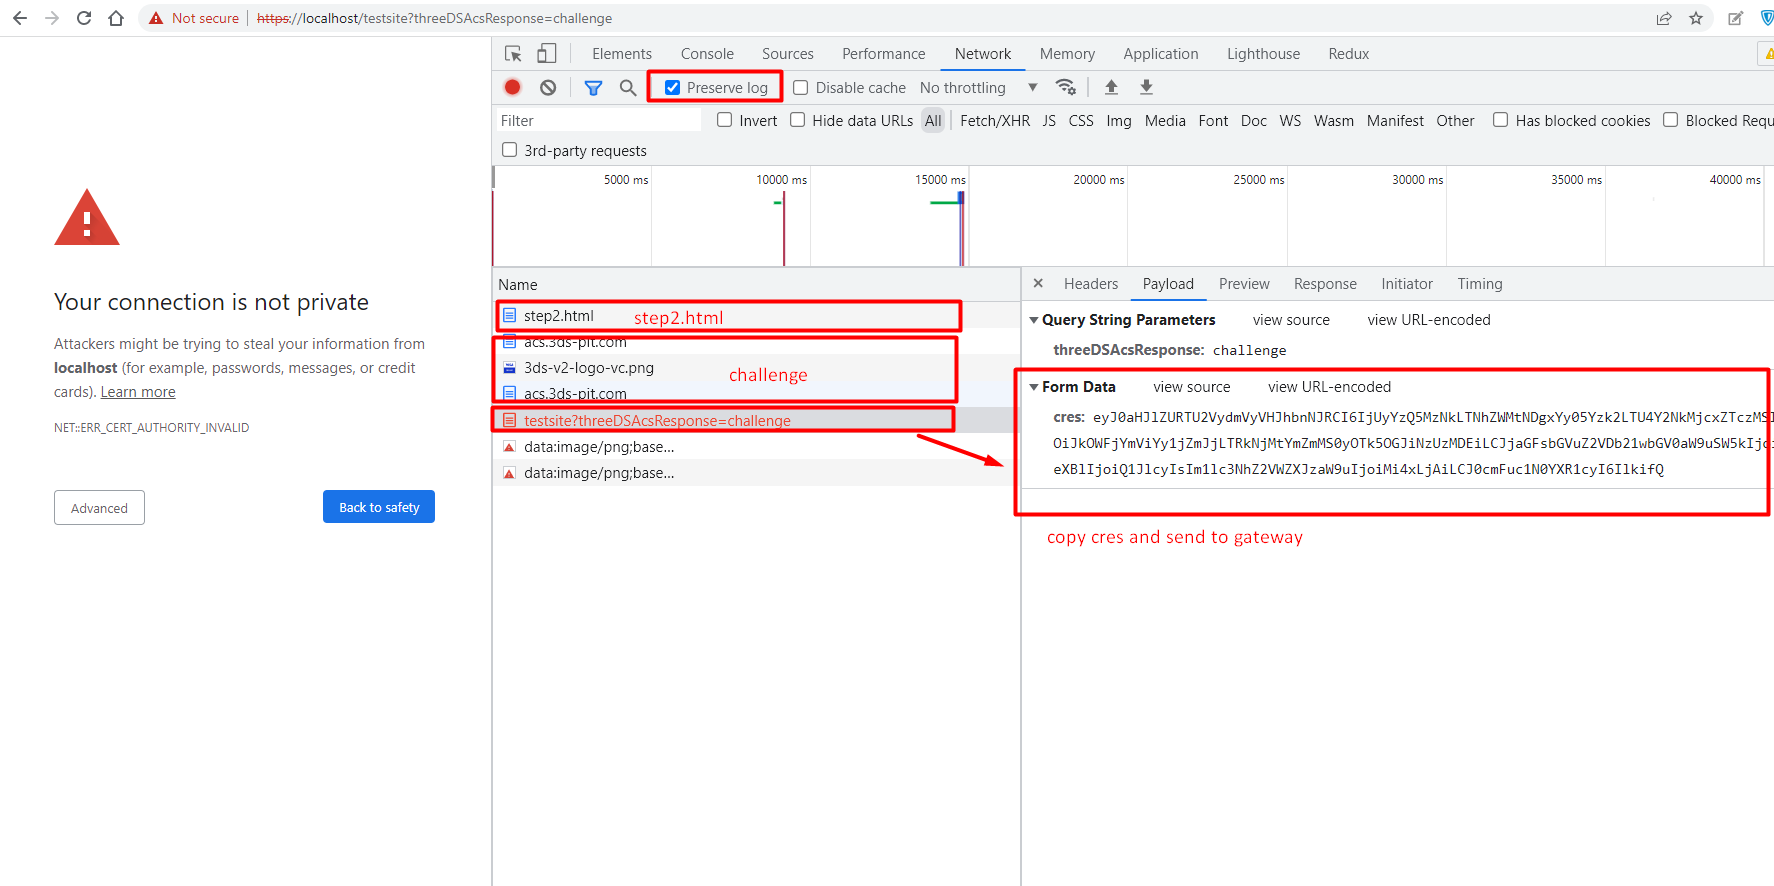 Not secure https://localhost/testsite?threeDSAcsResponse=challenge
Elements Console Sources Performance Network Memory Application Lighthouse Redux
Preserve log Disable cache No throttling
Filter Invert Hide data URLs All Fetch/XHR JS CSS Img Media Font Doc WS Wasm Manifest Other Has blocked cookies Blocked Requ
3rd-party requests
5000 ms 10000 ms 15000 ms 20000 ms 25000 ms 30000 ms 35000 ms 40000 ms
Your connection is not private
Attackers might be trying to steal your information from
localhost (for example, passwords, messages, or credit
cards). Learn more
NET::ERR_CERT_AUTHORITY_INVALID
Advanced Back to safety
Name
step2.html step2.html
acs.3ds-pit.com
3ds-v2-logo-vc.png
challenge
acs.3ds-pit.com
testsite?threeDSAcsResponse=challenge
data:image/png;base...
data:image/png;base...
× Headers Payload Preview Response Initiator Timing
Query String Parameters view source view URL-encoded
threeDSAcsResponse: challenge
Form Data view source view URL-encoded
cres: eyJ0aHJlZURTU2VydmVyVHJhbnNJRCI6IjUyYzQ5MzNkLTNhZWMtNDgxYy05Yzk2LTU4Y2NkMjcxZTczMSI
OiJkOWFjYmViYy1jZmJjLTRkNjMtYmZmMS0yOTk5OGJiNzUzMDEiLCJjaGFsbGVuZ2VDb21wbGV0aW9uSW5kIjoi
eXBlIjoiQ1JlcyIsIm1lc3NhZ2VWZXJzaW9uIjoiMi4xLjAiLCJ0cmFuc1N0YXR1cyI6IlkifQ
copy cres and send to gateway